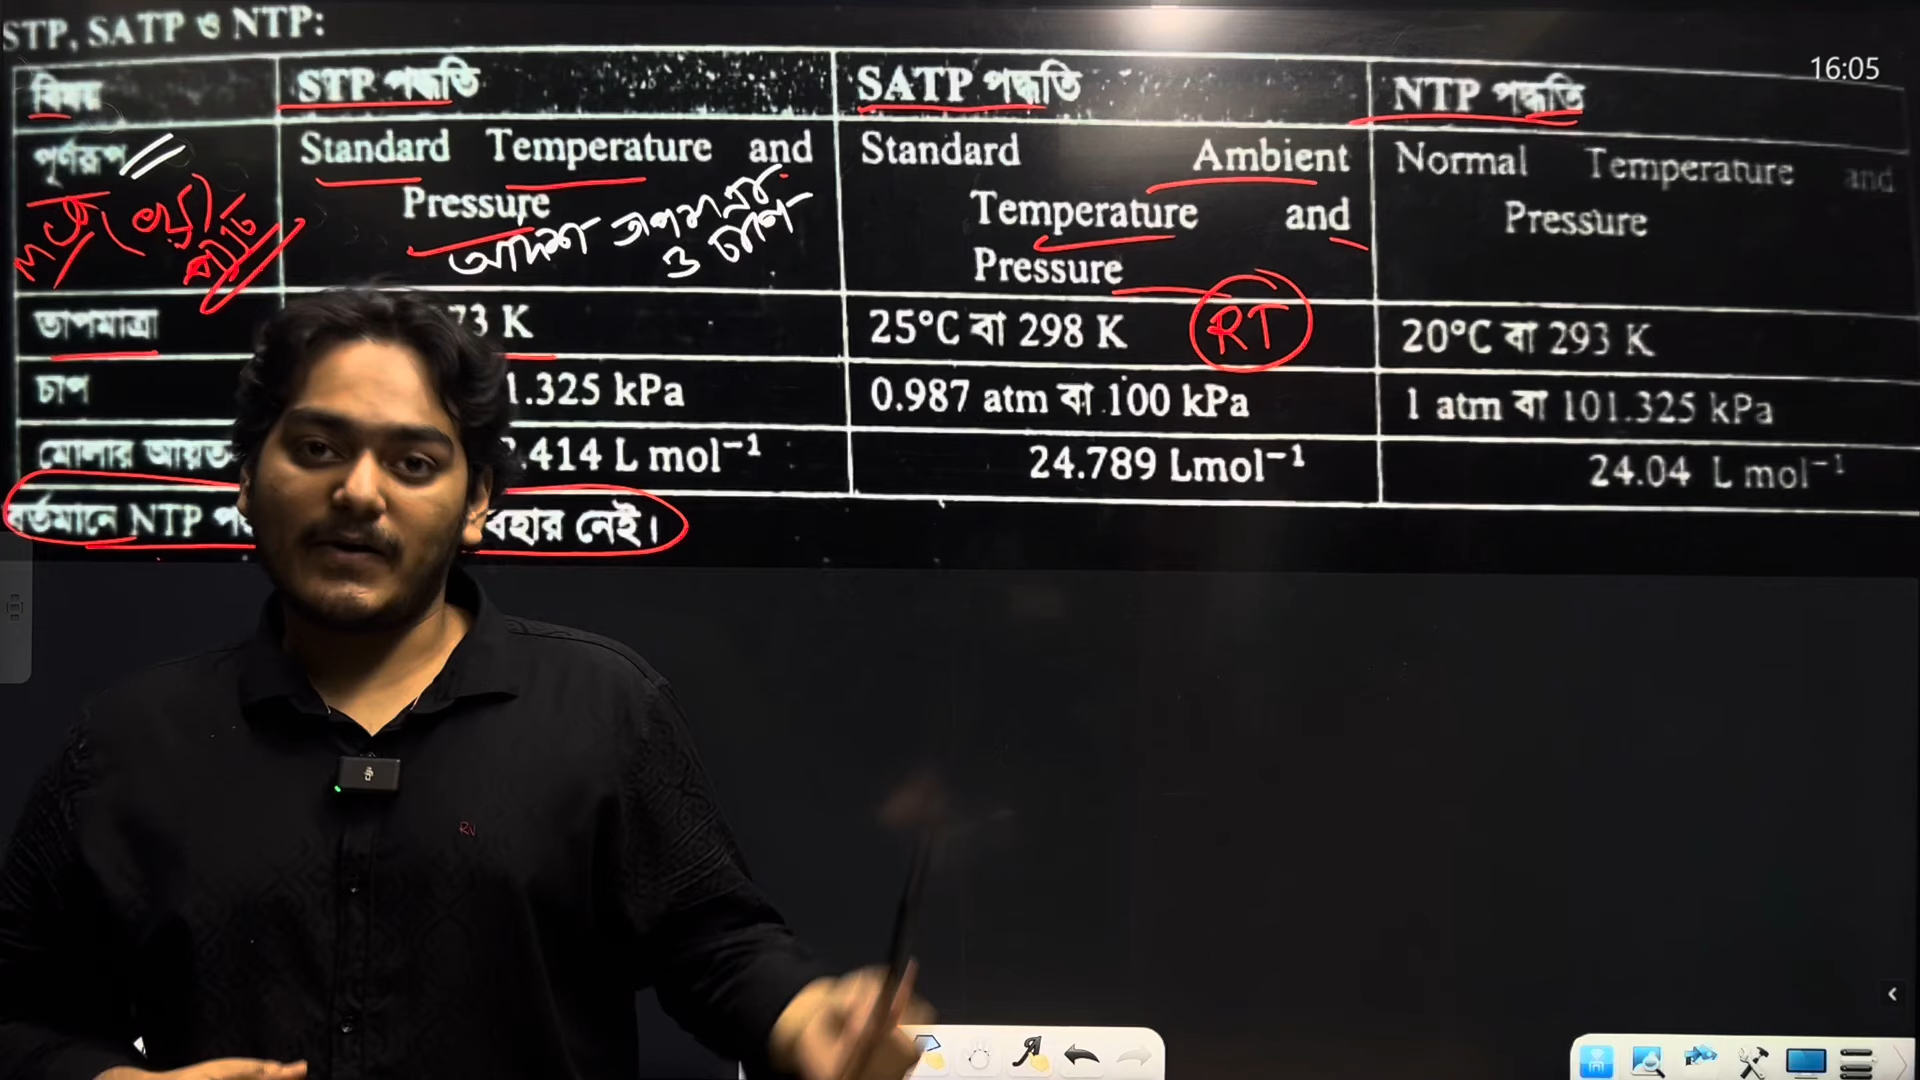 STP, SATP ও NTP:
16:05
বিষয় STP পদ্ধতি SATP পদ্ধতি NTP পদ্ধতি
পূর্ণরূপ Standard Temperature and Standard Ambient Normal Temperature and
Pressure Temperature and Pressure
Pressure
আদর্শ তাপমাত্রা
ও চাপ
তাপমাত্রা 73 K 25°C বা 298 K RT 20°C বা 293 K
চাপ 1.325 kPa 0.987 atm বা 100 kPa 1 atm বা 101.325 kPa
মোলার .414 L mol⁻¹ 24.789 Lmol⁻¹ 24.04 L mol⁻¹
বর্তমানে NTP নেই।
RN